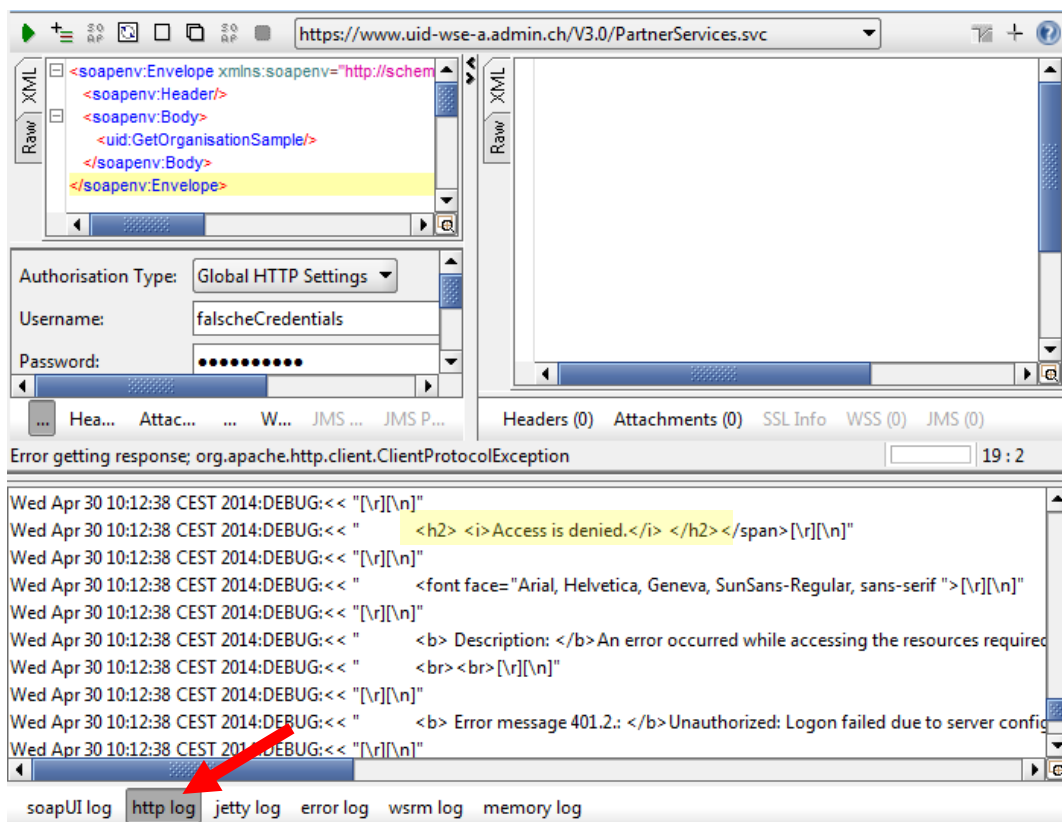 https://www.uid-wse-a.admin.ch/V3.0/PartnerServices.svc
XML
Raw
<soapenv:Envelope xmlns:soapenv="http://schem
<soapenv:Header/>
<soapenv:Body>
<uid:GetOrganisationSample/>
</soapenv:Body>
</soapenv:Envelope>
XML
Raw
Authorisation Type: Global HTTP Settings
Username: falscheCredentials
Password: ●●●●●●●●●●
... Hea... Attac... ... W... JMS ... JMS P...
Headers (0) Attachments (0) SSL Info WSS (0) JMS (0)
Error getting response; org.apache.http.client.ClientProtocolException 19 : 2
Wed Apr 30 10:12:38 CEST 2014:DEBUG:<< "[\r][\n]"
Wed Apr 30 10:12:38 CEST 2014:DEBUG:<< " <h2> <i>Access is denied.</i> </h2></span>[\r][\n]"
Wed Apr 30 10:12:38 CEST 2014:DEBUG:<< "[\r][\n]"
Wed Apr 30 10:12:38 CEST 2014:DEBUG:<< " <font face="Arial, Helvetica, Geneva, SunSans-Regular, sans-serif ">[\r][\n]"
Wed Apr 30 10:12:38 CEST 2014:DEBUG:<< "[\r][\n]"
Wed Apr 30 10:12:38 CEST 2014:DEBUG:<< " <b> Description: </b>An error occurred while accessing the resources required
Wed Apr 30 10:12:38 CEST 2014:DEBUG:<< " <br><br>[\r][\n]"
Wed Apr 30 10:12:38 CEST 2014:DEBUG:<< "[\r][\n]"
Wed Apr 30 10:12:38 CEST 2014:DEBUG:<< " <b> Error message 401.2.: </b>Unauthorized: Logon failed due to server config
Wed Apr 30 10:12:38 CEST 2014:DEBUG:<< "[\r][\n]"
soapUI log http log jetty log error log wsrm log memory log